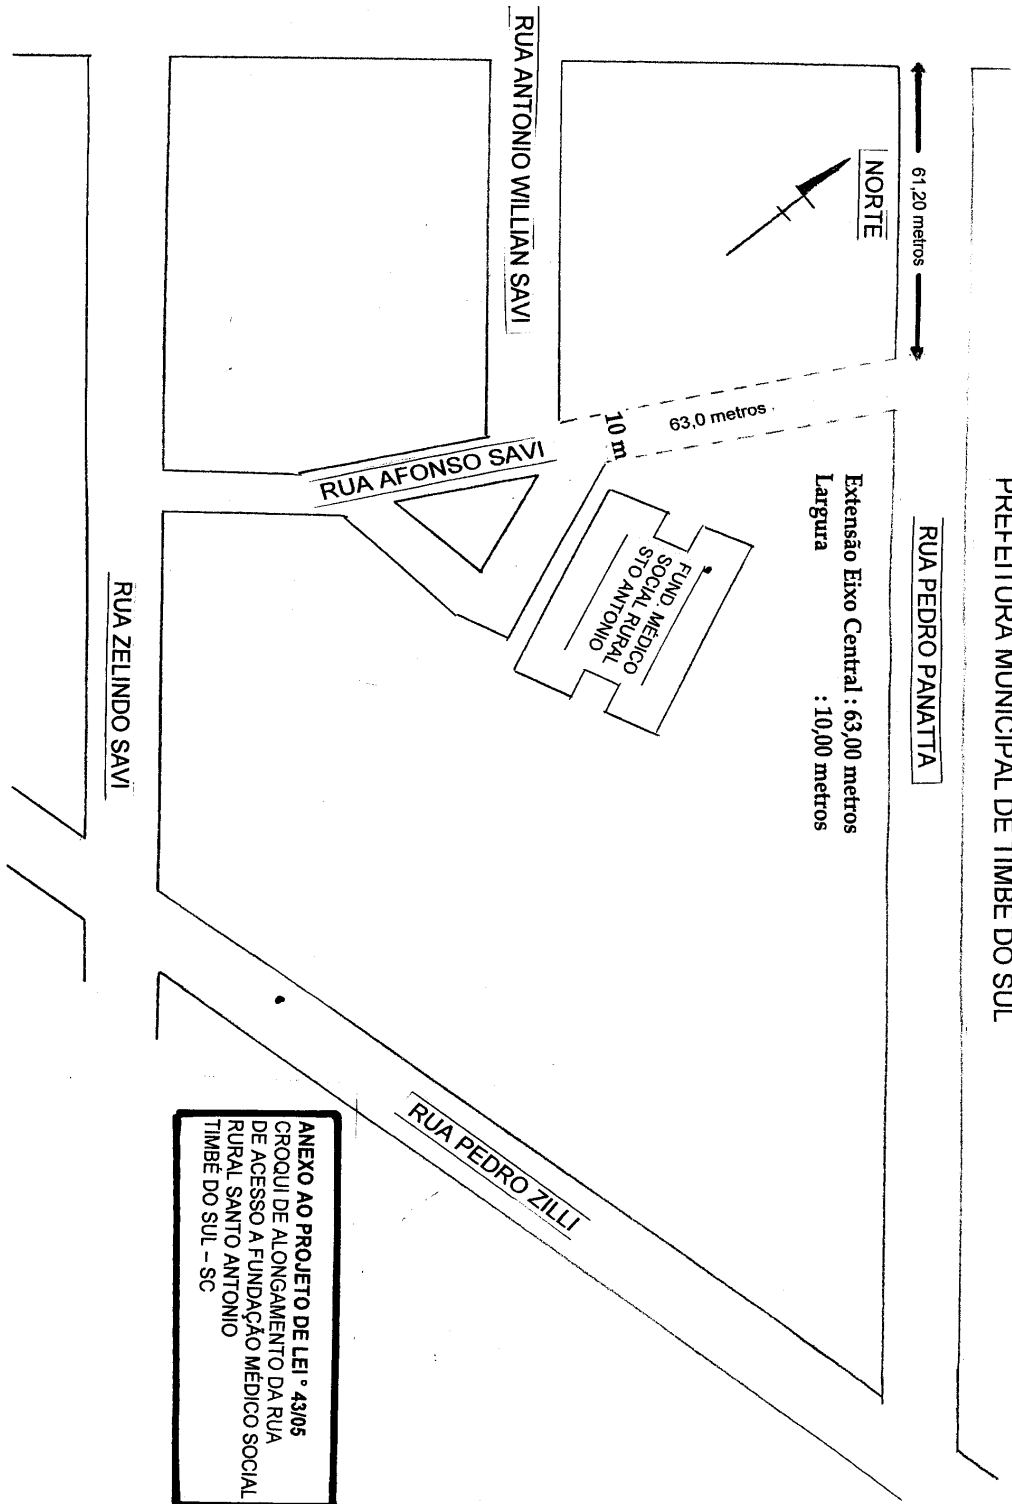 PREFEITURA MUNICIPAL DE TIMBE DO SUL
61,20 metros
NORTE
RUA ANTONIO WILLIAN SAVI
RUA PEDRO PANATTA
63,0 metros
10 m
Extensão Eixo Central : 63,00 metros
Largura : 10,00 metros
RUA AFONSO SAVI
FUND. MÉDICO
SOCIAL RURAL
STO ANTONIO
RUA ZELINDO SAVI
RUA PEDRO ZILLI
ANEXO AO PROJETO DE LEI º 43/05
CROQUI DE ALONGAMENTO DA RUA
DE ACESSO A FUNDAÇÃO MÉDICO SOCIAL
RURAL SANTO ANTONIO
TIMBÉ DO SUL – SC